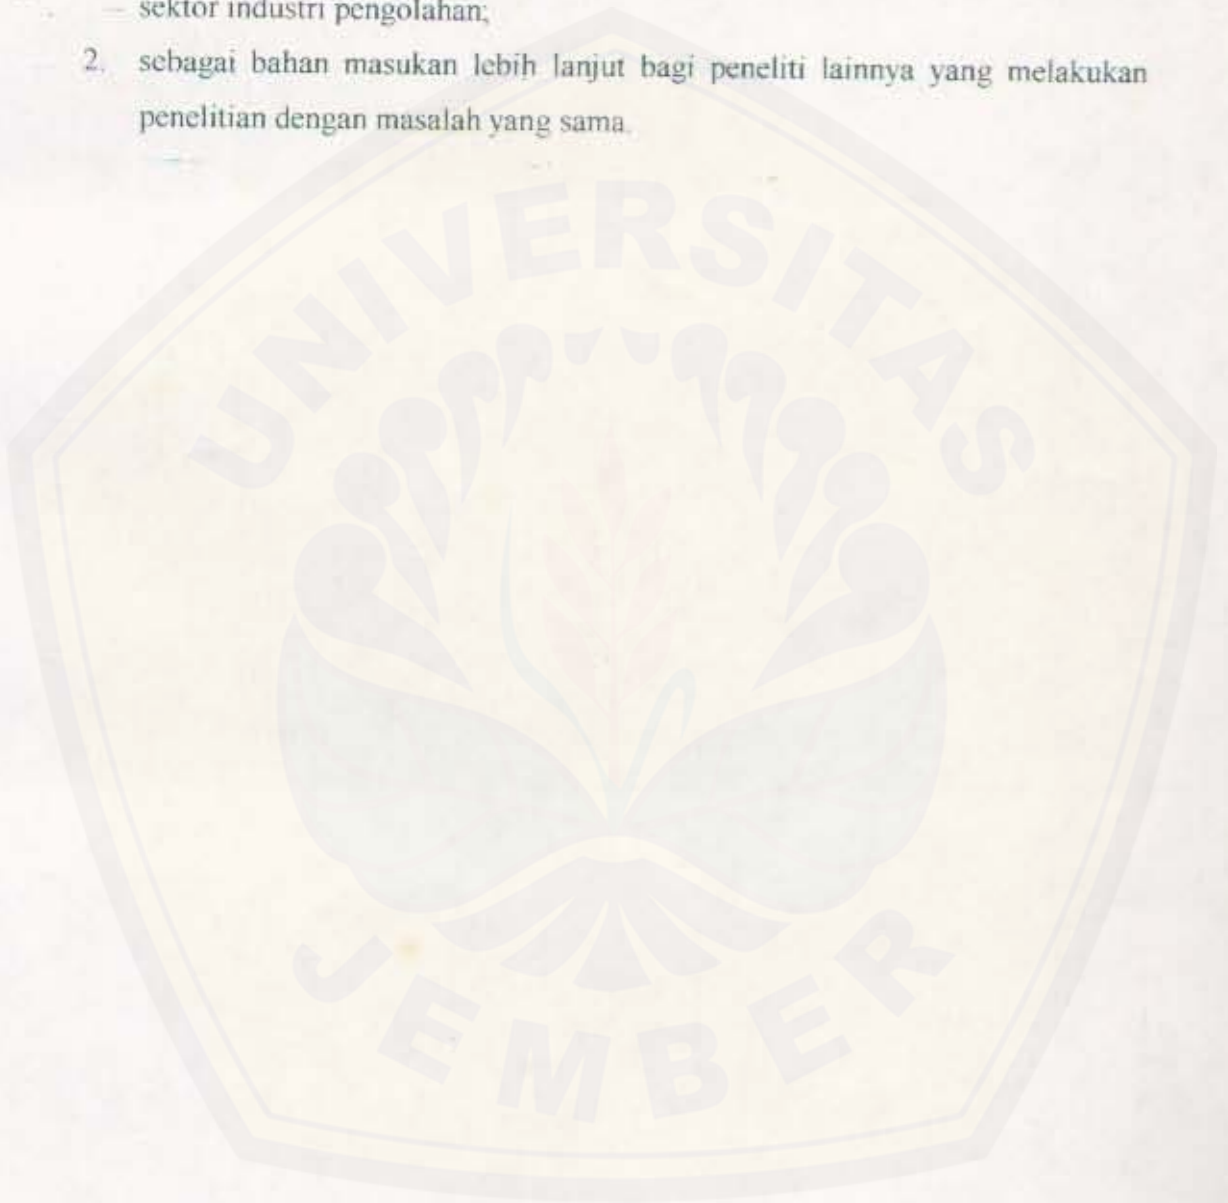 sektor industri pengolahan;
2. sebagai bahan masukan lebih lanjut bagi peneliti lainnya yang melakukan
penelitian dengan masalah yang sama.
UNIVERSITAS
JEMBER